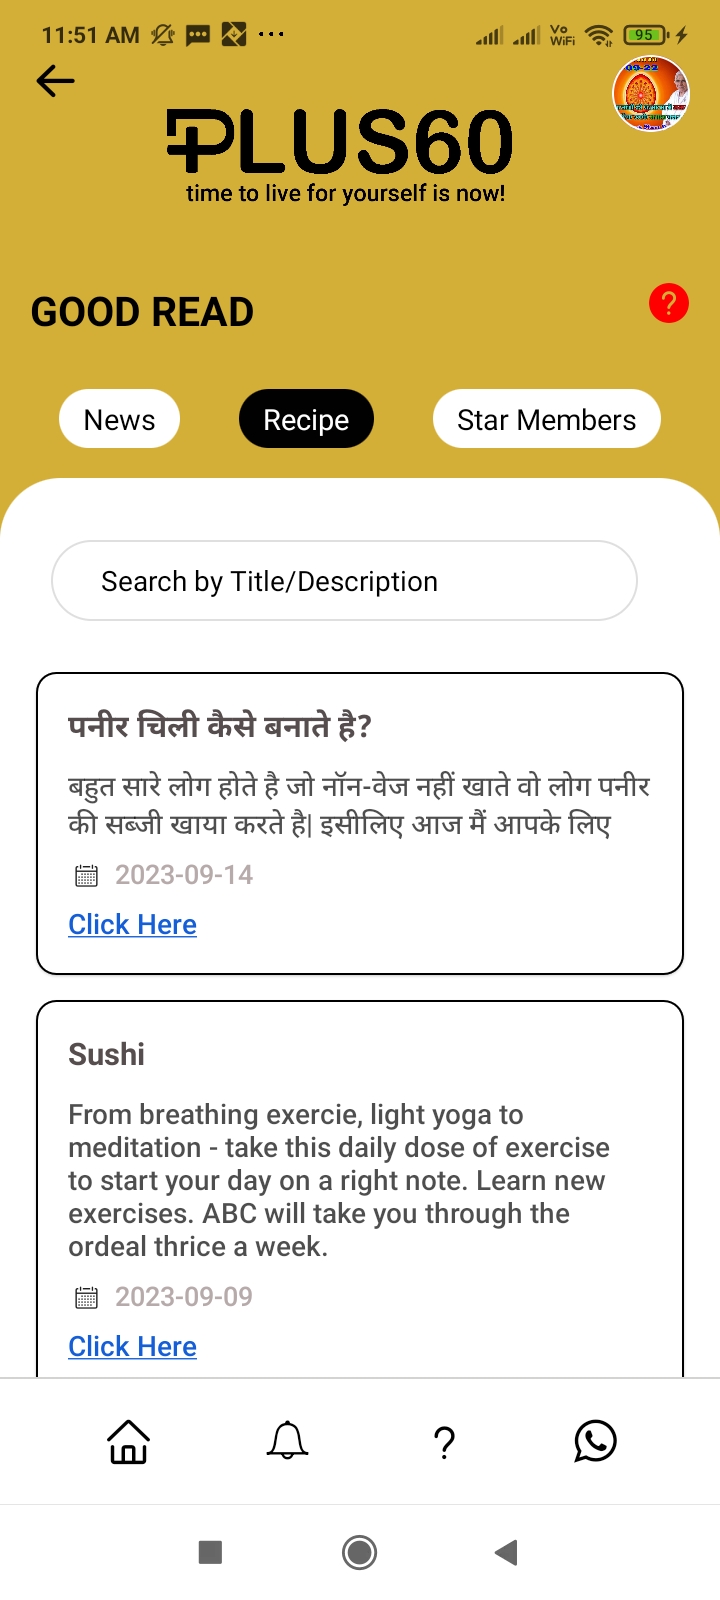 11:51 AM
Vo WiFi
95
09-22
PLUS60
time to live for yourself is now!
GOOD READ
?
News
Recipe
Star Members
Search by Title/Description
पनीर चिली कैसे बनाते है?
बहुत सारे लोग होते है जो नॉन-वेज नहीं खाते वो लोग पनीर
की सब्जी खाया करते है| इसीलिए आज मैं आपके लिए
2023-09-14
Click Here
Sushi
From breathing exercie, light yoga to
meditation - take this daily dose of exercise
to start your day on a right note. Learn new
exercises. ABC will take you through the
ordeal thrice a week.
2023-09-09
Click Here
?